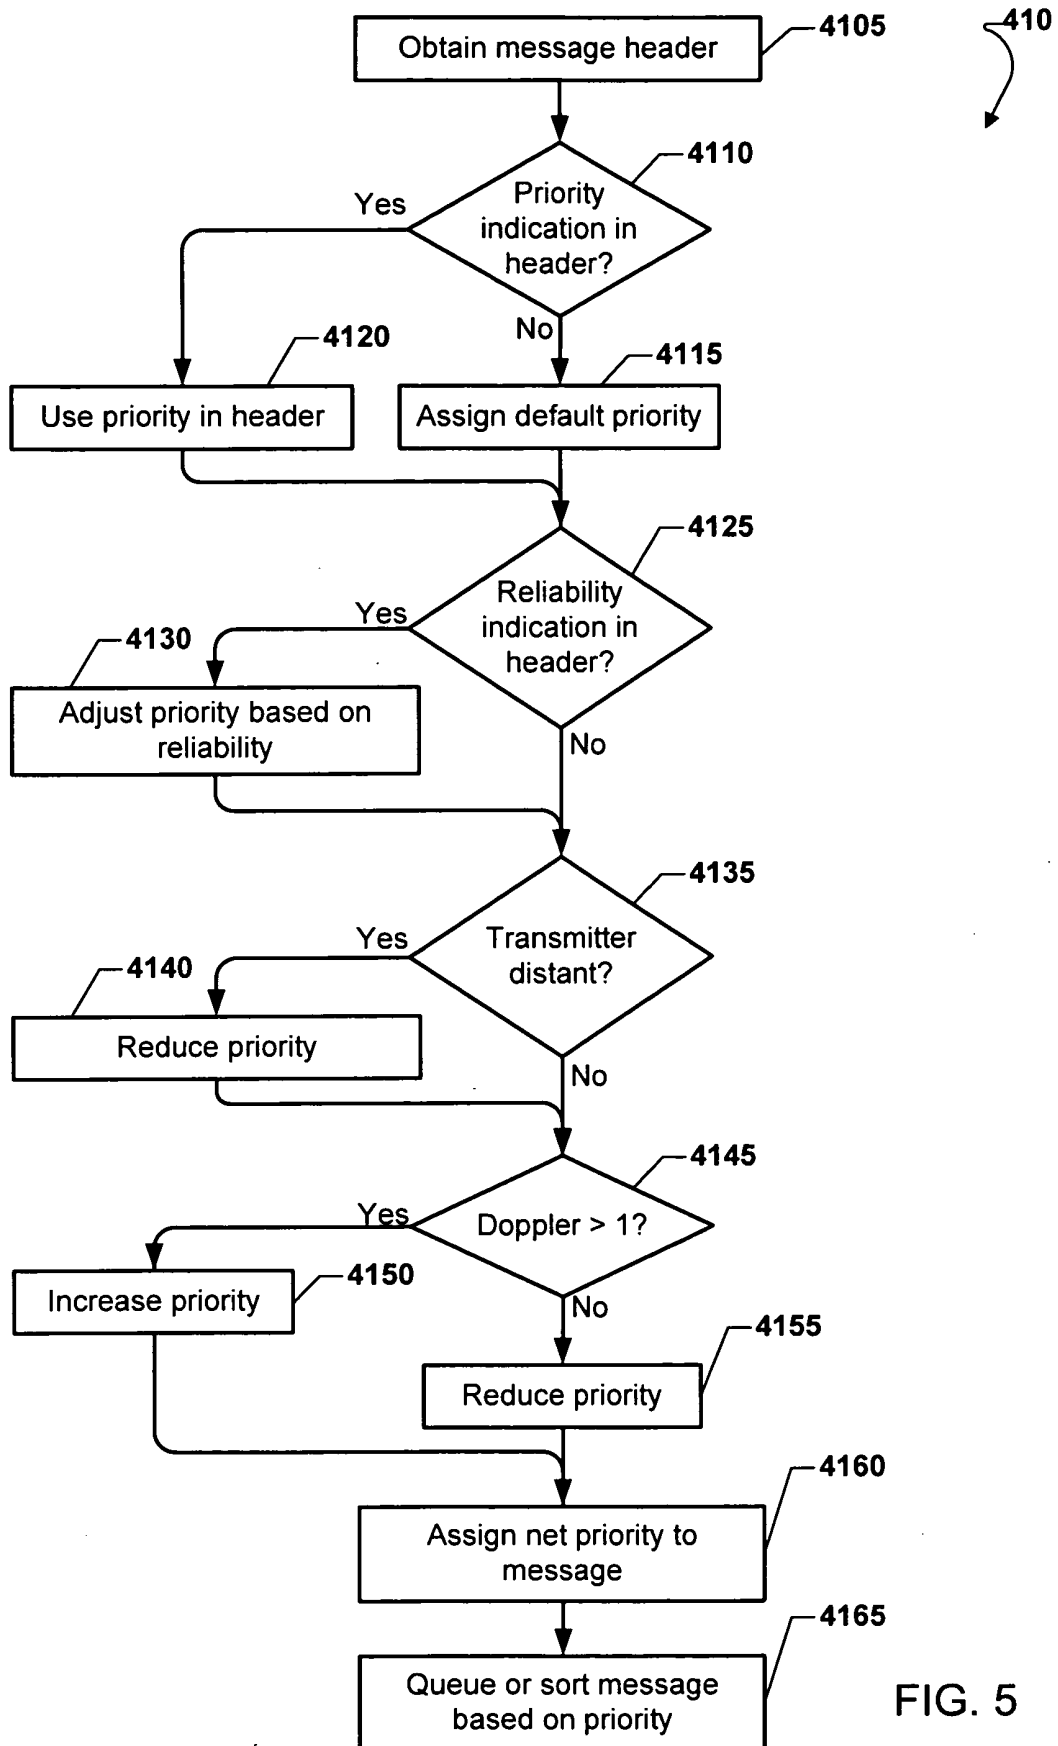 Obtain message header
4105
410
4110
Priority
indication in
header?
Yes
No
4120
4115
Use priority in header
Assign default priority
4125
Reliability
indication in
header?
Yes
4130
Adjust priority based on
reliability
No
4135
Transmitter
distant?
Yes
4140
Reduce priority
No
4145
Doppler > 1?
Yes
4150
Increase priority
No
4155
Reduce priority
4160
Assign net priority to
message
4165
Queue or sort message
based on priority
FIG. 5